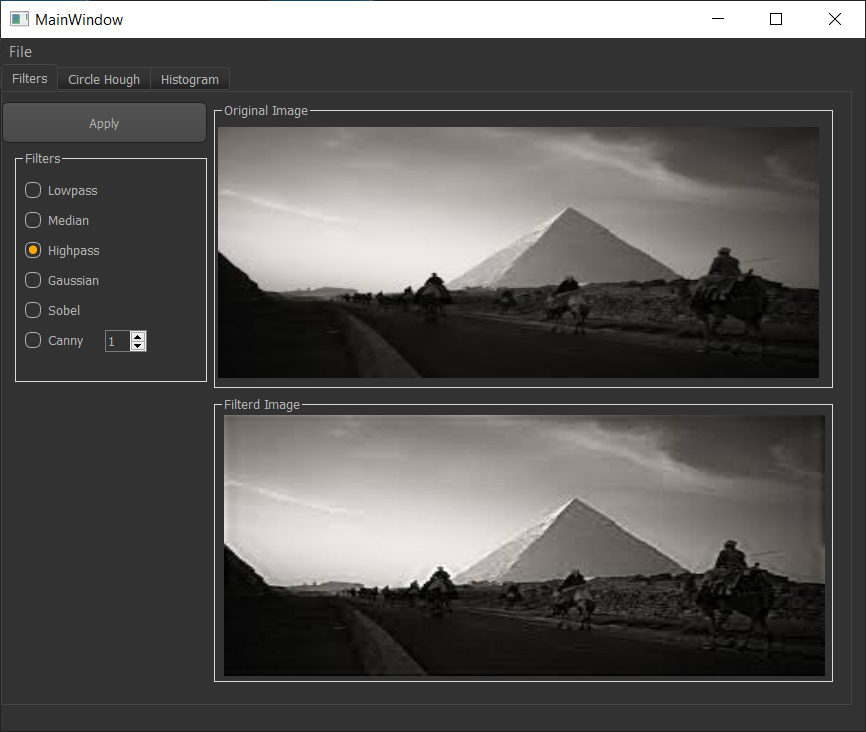 MainWindow
File
Filters Circle Hough Histogram
Apply
Filters
Lowpass
Median
Highpass
Gaussian
Sobel
Canny 1
Original Image
Filterd Image